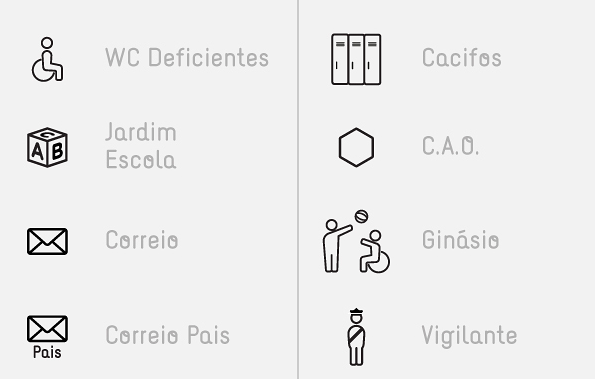 WC Deficientes
Jardim
Escola
A
B
C
Correio
Correio Pais
Pais
Cacifos
C.A.O.
Ginásio
Vigilante